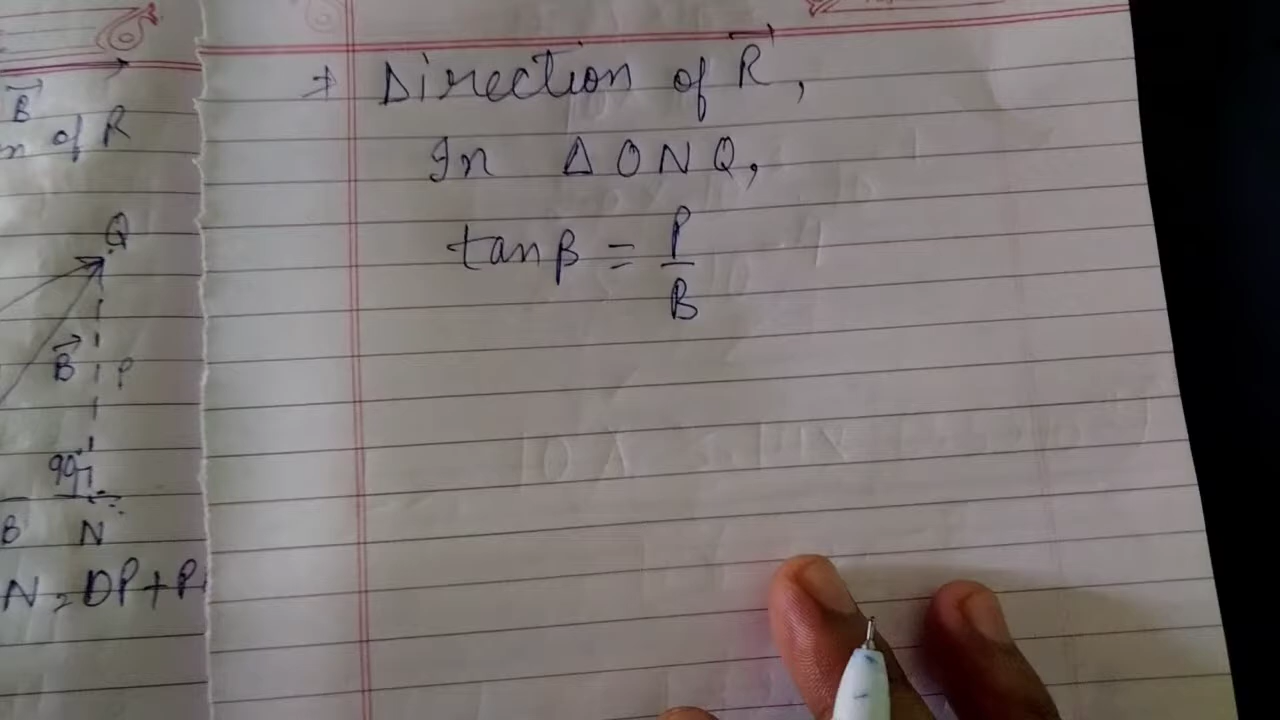 B
n of R
Q
B P
90
B N
N = OP + P
→ Direction of R,
In Δ ONQ,
tanβ = P
B